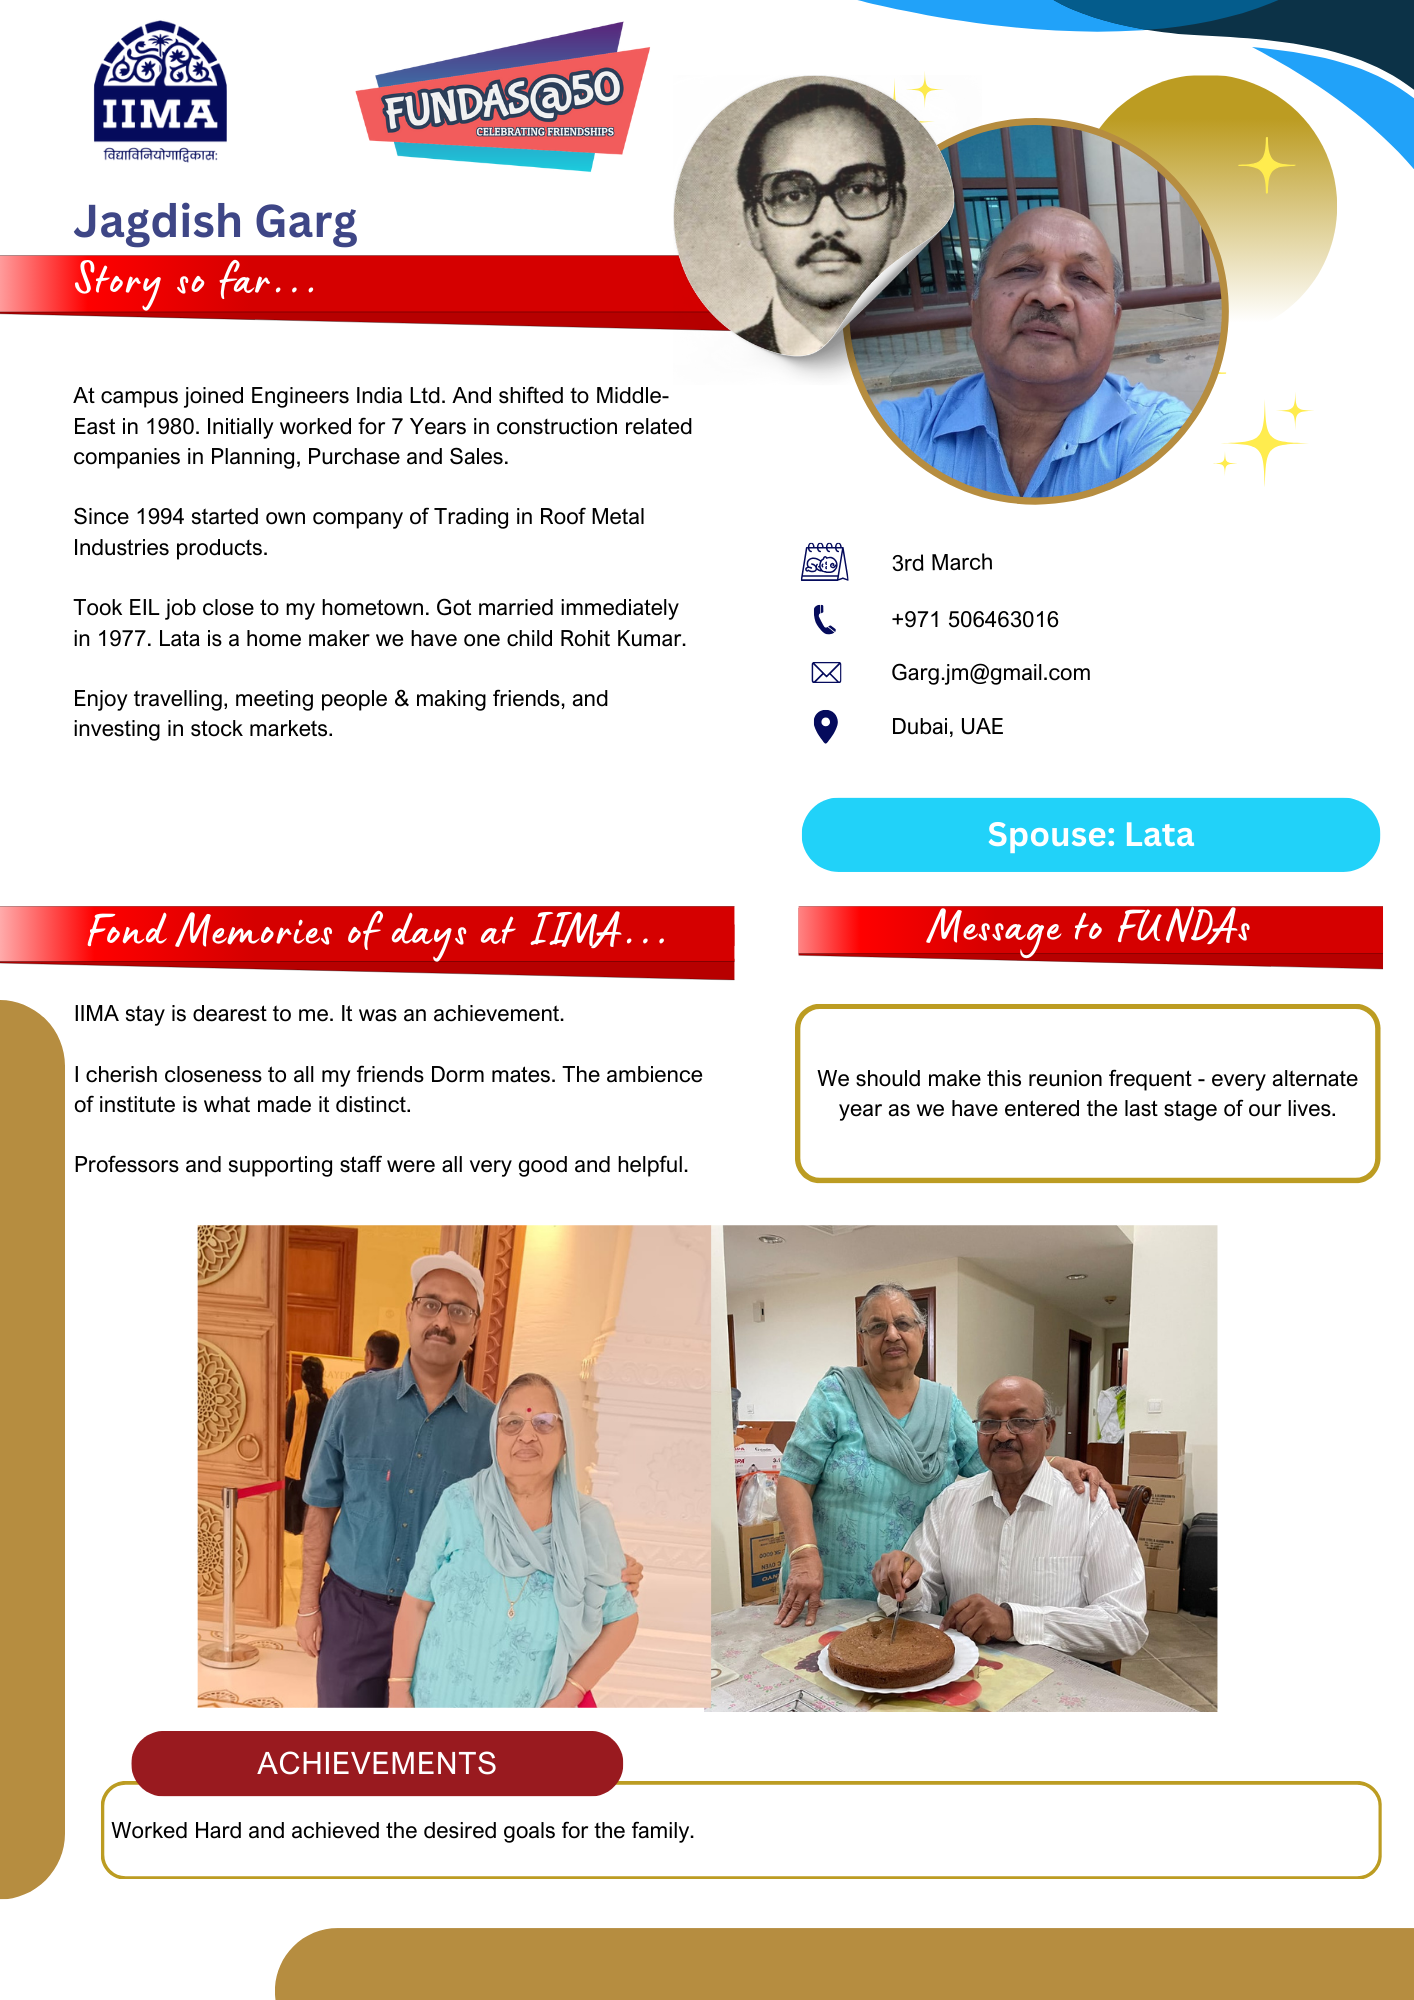 IIMA
विद्याविनियोगाद्विकासः
FUNDAS@50
CELEBRATING FRIENDSHIPS
Jagdish Garg
Story so far...
At campus joined Engineers India Ltd. And shifted to Middle-
East in 1980. Initially worked for 7 Years in construction related
companies in Planning, Purchase and Sales.
Since 1994 started own company of Trading in Roof Metal
Industries products.
Took EIL job close to my hometown. Got married immediately
in 1977. Lata is a home maker we have one child Rohit Kumar.
Enjoy travelling, meeting people & making friends, and
investing in stock markets.
3rd March
+971 506463016
Garg.jm@gmail.com
Dubai, UAE
Spouse: Lata
Fond Memories of days at IIMA...
IIMA stay is dearest to me. It was an achievement.
I cherish closeness to all my friends Dorm mates. The ambience
of institute is what made it distinct.
Professors and supporting staff were all very good and helpful.
Message to FUNDAs
We should make this reunion frequent - every alternate
year as we have entered the last stage of our lives.
ACHIEVEMENTS
Worked Hard and achieved the desired goals for the family.